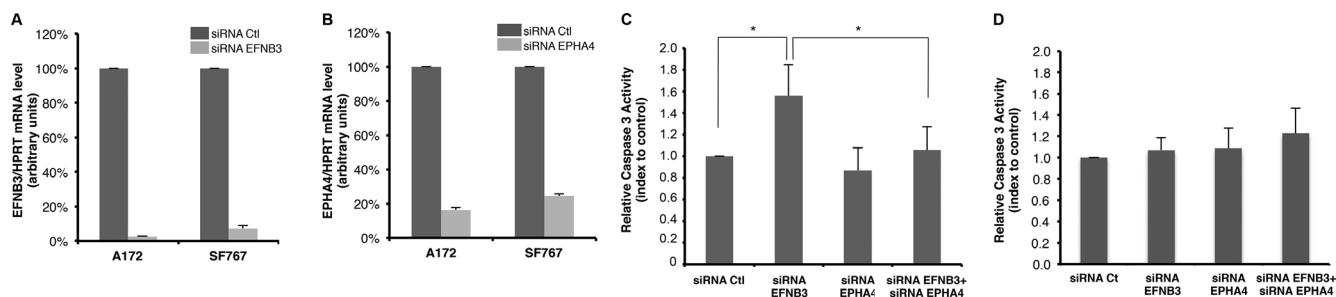 A
EFNB3/HPRT mRNA level
(arbitrary units)
120%
100%
80%
60%
40%
20%
0%
siRNA Ctl
siRNA EFNB3
A172
SF767
B
EPHA4/HPRT mRNA level
(arbitrary units)
120%
100%
80%
60%
40%
20%
0%
siRNA Ctl
siRNA EPHA4
A172
SF767
C
Relative Caspase 3 Activity
(index to control)
2.0
1.8
1.6
1.4
1.2
1.0
0.8
0.6
0.4
0.2
0.0
*
*
siRNA Ctl
siRNA
EFNB3
siRNA
EPHA4
siRNA EFNB3+
siRNA EPHA4
D
Relative Caspase 3 Activity
(index to control)
2.0
1.8
1.6
1.4
1.2
1.0
0.8
0.6
0.4
0.2
0.0
siRNA Ct
siRNA
EFNB3
siRNA
EPHA4
siRNA EFNB3+
siRNA EPHA4